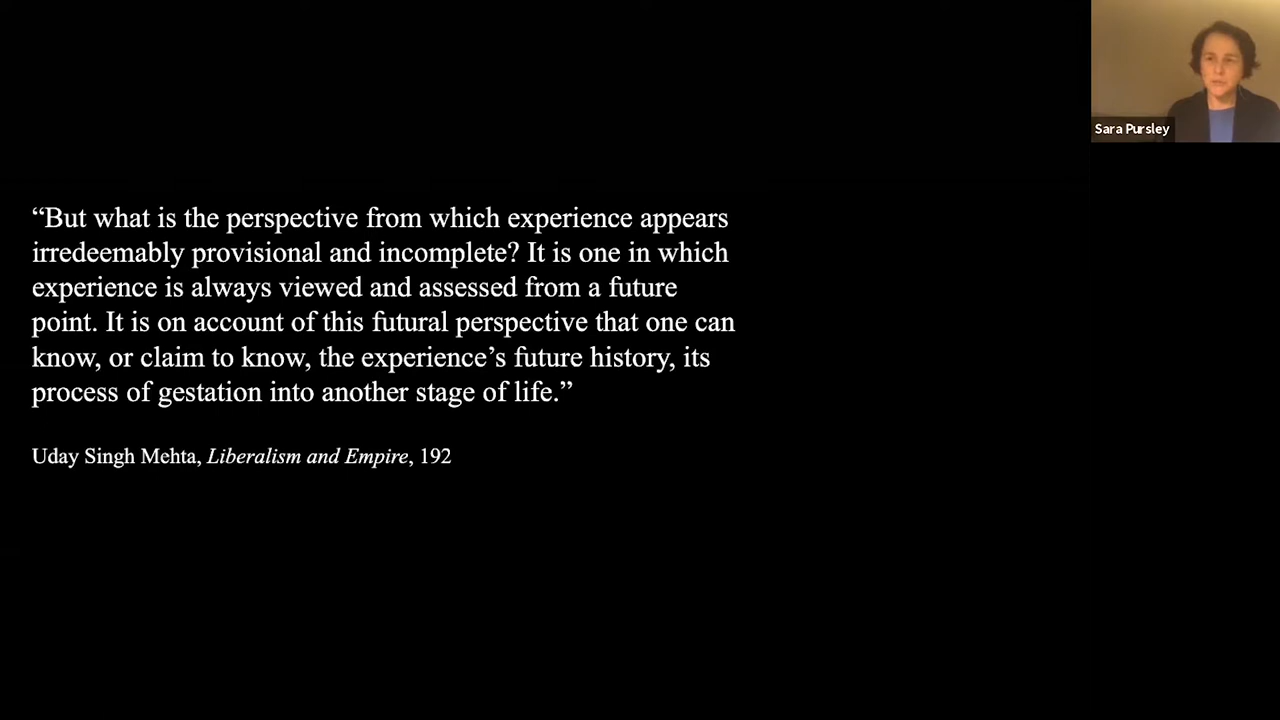 Sara Pursley
“But what is the perspective from which experience appears
irredeemably provisional and incomplete? It is one in which
experience is always viewed and assessed from a future
point. It is on account of this futural perspective that one can
know, or claim to know, the experience’s future history, its
process of gestation into another stage of life.”
Uday Singh Mehta, Liberalism and Empire, 192